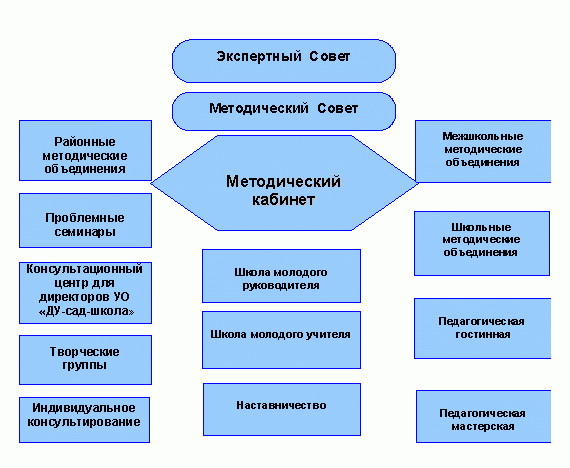 Экспертный Совет
Методический Совет
Методический
кабинет
Районные
методические
объединения
Проблемные
семинары
Консультационный
центр для
директоров УО
«ДУ-сад-школа»
Творческие
группы
Индивидуальное
консультирование
Школа молодого
руководителя
Школа молодого учителя
Наставничество
Межшкольные
методические
объединения
Школьные
методические
объединения
Педагогическая
гостинная
Педагогическая
мастерская